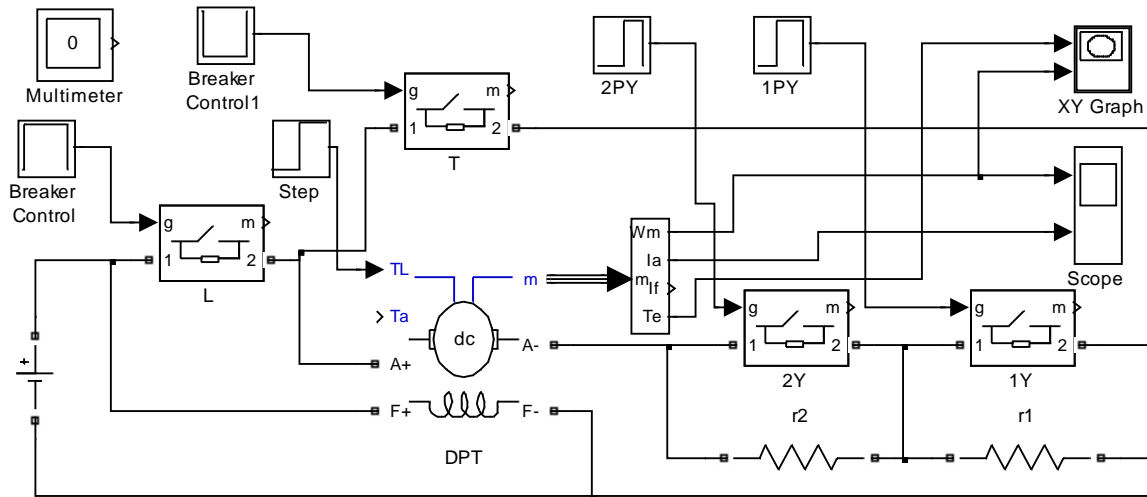 0
Multimeter
Breaker
Control1
2PY
1PY
XY Graph
g
m
1
2
T
Breaker
Control
Step
g
m
1
2
L
Wm
Ia
m
If
Te
Scope
TL
m
Ta
dc
A+
A-
F+
F-
DPT
g
m
1
2
2Y
g
m
1
2
1Y
r2
r1
+